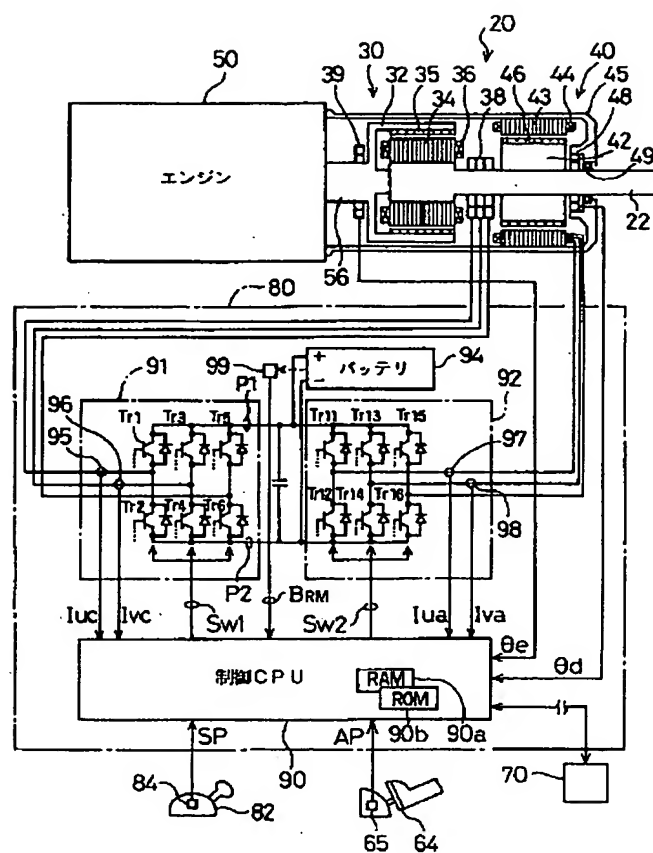 20
50
30
40
39
32
35
36
46
44
45
34
38
43
48
42
49
エンジン
22
56
80
99
+
−
バッテリ
94
91
P1
92
96
Tr1
Tr3
Tr5
Tr11
Tr13
Tr15
95
97
Tr2
Tr4
Tr6
Tr12
Tr14
Tr16
98
P2
Iuc
Ivc
SW1
BRM
SW2
Iua
Iva
θe
θd
制御CPU
RAM
ROM
90b
90a
SP
90
AP
70
84
82
65
64